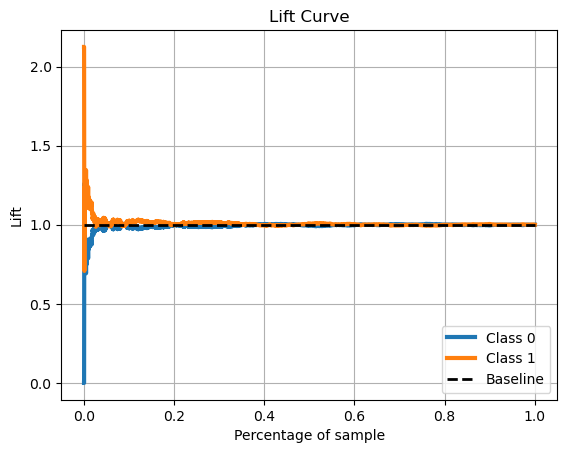 Lift Curve
2.0
1.5
1.0
0.5
0.0
Lift
0.0 0.2 0.4 0.6 0.8 1.0
Percentage of sample
Class 0
Class 1
Baseline